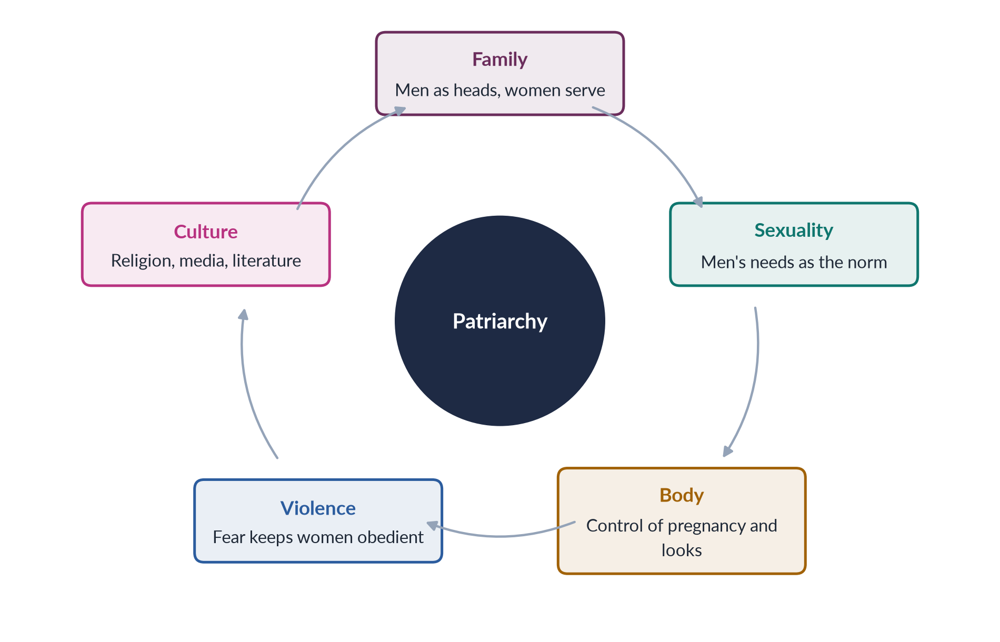 Family
Men as heads, women serve
Culture
Religion, media, literature
Sexuality
Men's needs as the norm
Patriarchy
Violence
Fear keeps women obedient
Body
Control of pregnancy and
looks